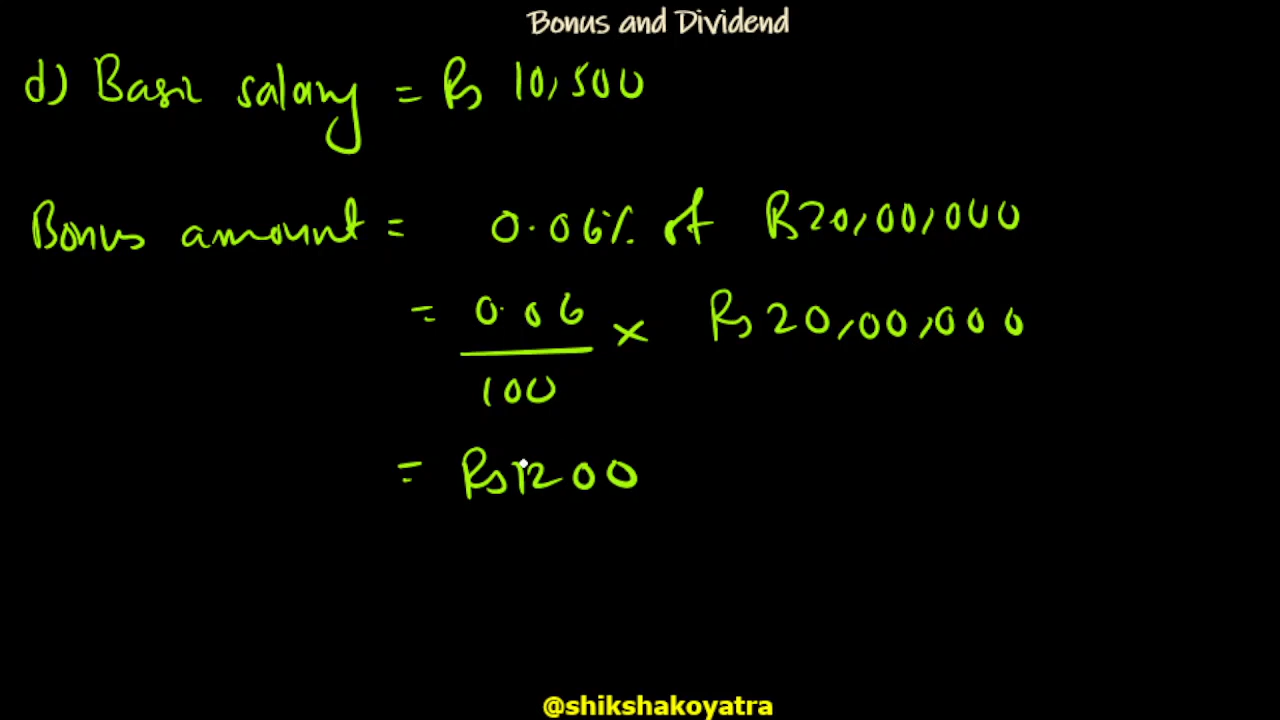 Bonus and Dividend
d) Basic salary = Rs 10,500
Bonus amount = 0.06% of Rs 20,00,000
= 0.06 / 100 × Rs 20,00,000
= Rs 1200
@shikshakoyatra